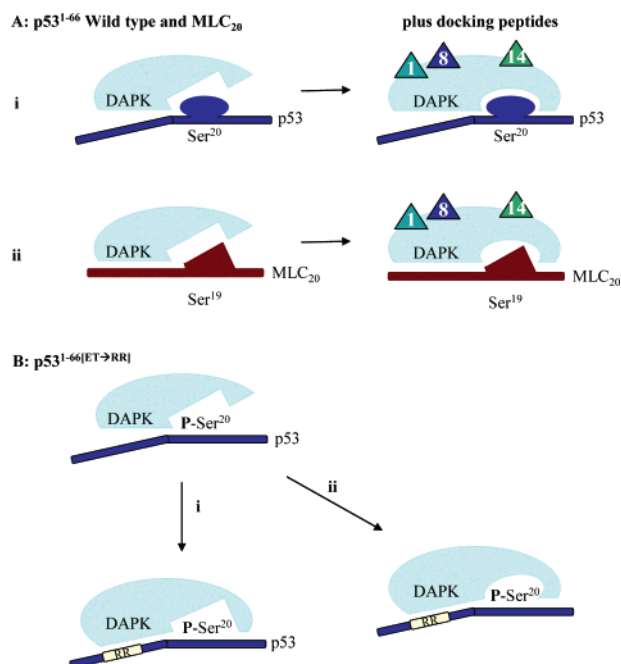 A: p53¹⁻⁶⁶ Wild type and MLC₂₀ plus docking peptides
i
DAPK
p53
Ser²⁰
1 8 14
DAPK
p53
Ser²⁰
ii
DAPK
MLC₂₀
Ser¹⁹
1 8 14
DAPK
MLC₂₀
Ser¹⁹
B: p53¹⁻⁶⁶[ET→RR]
DAPK P-Ser²⁰
p53
i
ii
DAPK P-Ser²⁰
RR
p53
DAPK P-Ser²⁰
RR